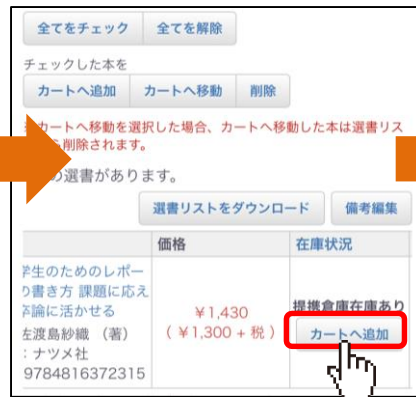 全てをチェック 全てを解除
チェックした本を
カートへ追加 カートへ移動 削除
カートへ移動を選択した場合、カートへ移動した本は選書リス
削除されます。
の選書があります。
選書リストをダウンロード 備考編集
価格 在庫状況
学生のためのレポー
の書き方 課題に応え
卒論に活かせる
佐渡島紗織 (著)
: ナツメ社
9784816372315
¥1,430
( ¥1,300 + 税 )
提携倉庫在庫あり
カートへ追加